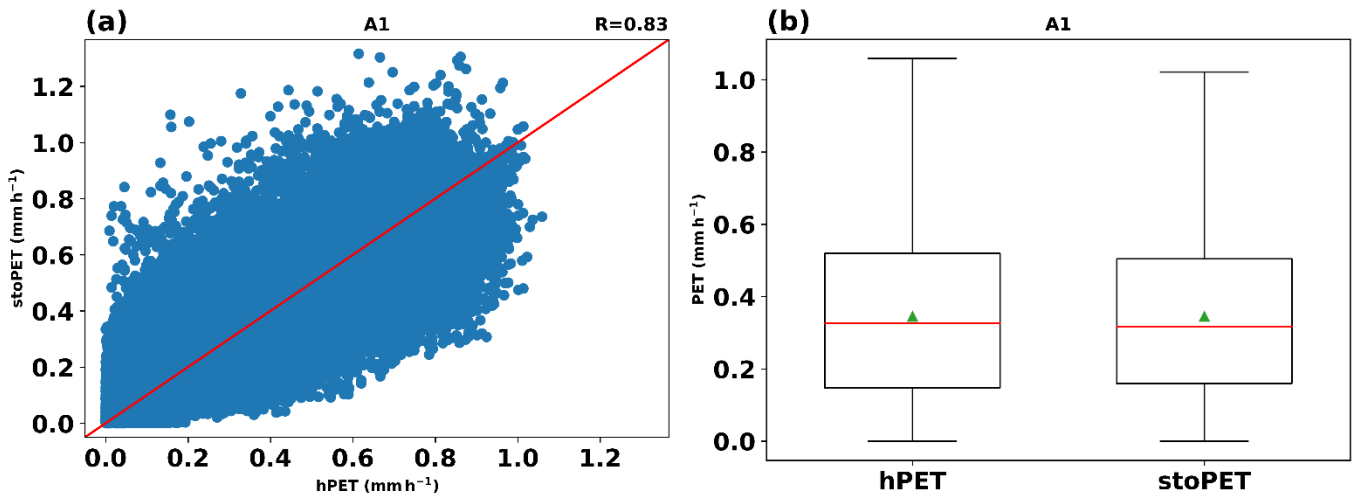 (a) A1 R=0.83
stoPET (mm h⁻¹)
1.2
1.0
0.8
0.6
0.4
0.2
0.0
0.0 0.2 0.4 0.6 0.8 1.0 1.2
hPET (mm h⁻¹)
(b) A1
PET (mm h⁻¹)
1.0
0.8
0.6
0.4
0.2
0.0
hPET stoPET